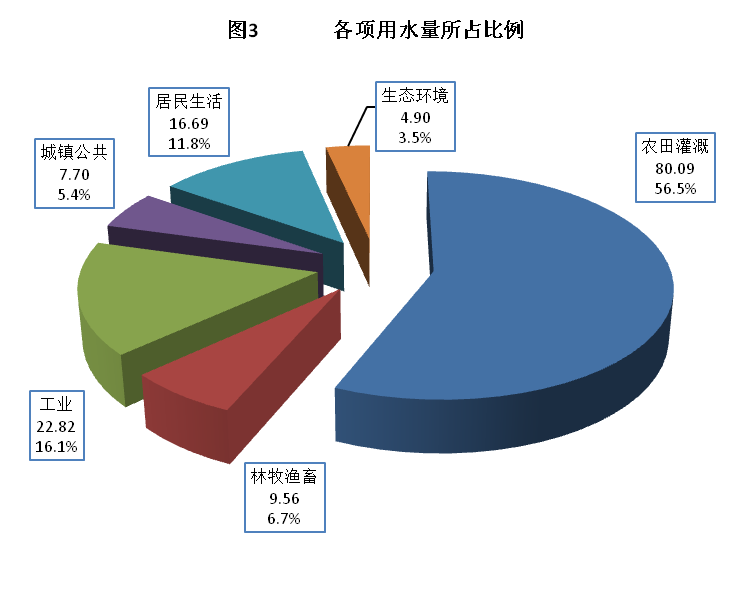 图3 各项用水量所占比例
生态环境
4.90
3.5%
居民生活
16.69
11.8%
农田灌溉
80.09
56.5%
城镇公共
7.70
5.4%
工业
22.82
16.1%
林牧渔畜
9.56
6.7%